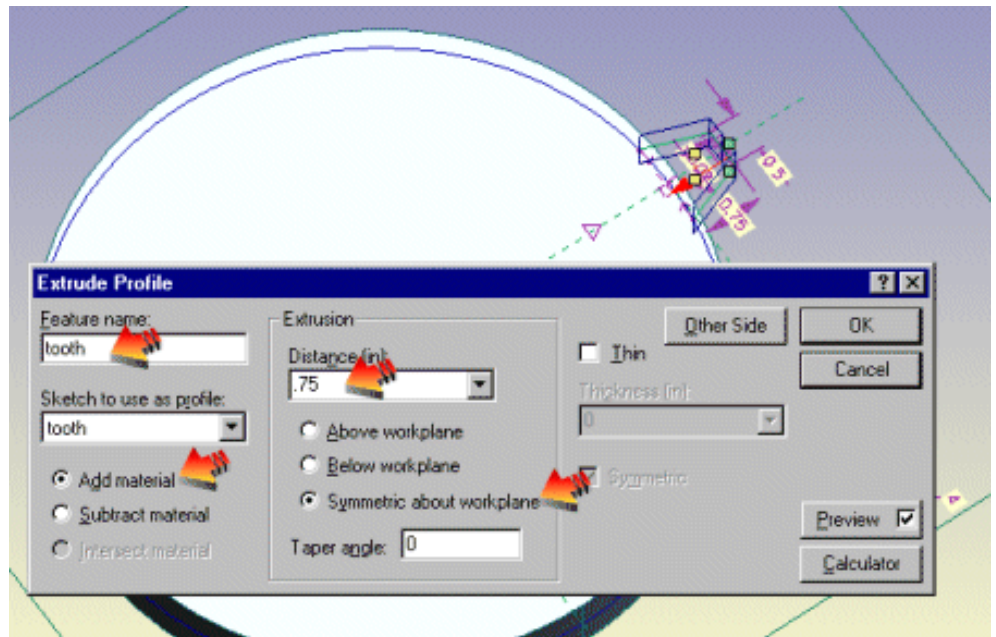 0.5
0.75
Extrude Profile
Feature name:
tooth
Sketch to use as profile:
tooth
Add material
Subtract material
Intersect material
Extrusion
Distance (in):
.75
Above workplane
Below workplane
Symmetric about workplane
Taper angle: 0
Other Side
Thin
Thickness (in):
0
Symmetric
OK
Cancel
Preview
Calculator
4